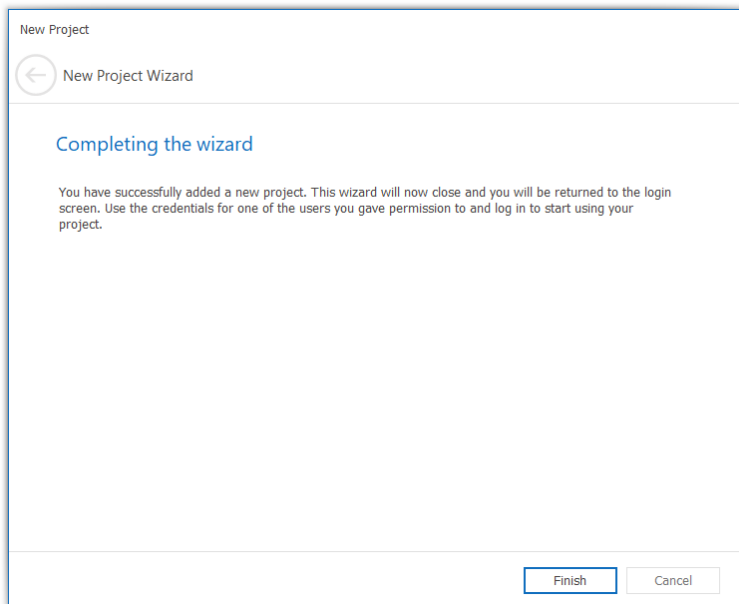 New Project
New Project Wizard
Completing the wizard
You have successfully added a new project. This wizard will now close and you will be returned to the login
screen. Use the credentials for one of the users you gave permission to and log in to start using your
project.
Finish
Cancel